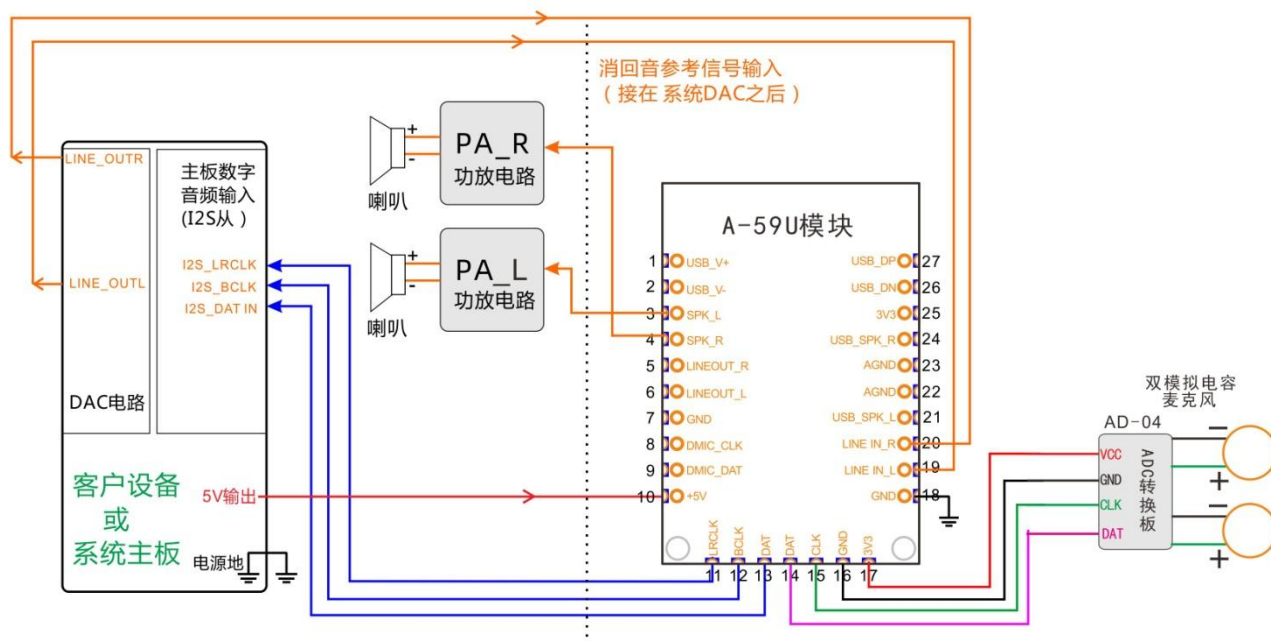 消回音参考信号输入
（ 接在 系统DAC之后 ）
LINE_OUTR
主板数字
音频输入
(I2S从 )
I2S_LRCLK
I2S_BCLK
I2S_DAT IN
LINE_OUTL
DAC电路
客户设备
或
系统主板
5V输出
电源地
+
-
喇叭
PA_R
功放电路
+
-
喇叭
PA_L
功放电路
A-59U模块
1 USB_V+
2 USB_V-
3 SPK_L
4 SPK_R
5 LINEOUT_R
6 LINEOUT_L
7 GND
8 DMIC_CLK
9 DMIC_DAT
10 +5V
USB_DP 27
USB_DN 26
3V3 25
USB_SPK_R 24
AGND 23
AGND 22
USB_SPK_L 21
LINE IN_R 20
LINE IN_L 19
GND 18
LRCLK
BCLK
DAT
DAT
CLK
GND
3V3
11 12 13 14 15 16 17
双模拟电容
麦克风
AD-04
VCC
GND
CLK
DAT
ADC转换板
−
+
−
+